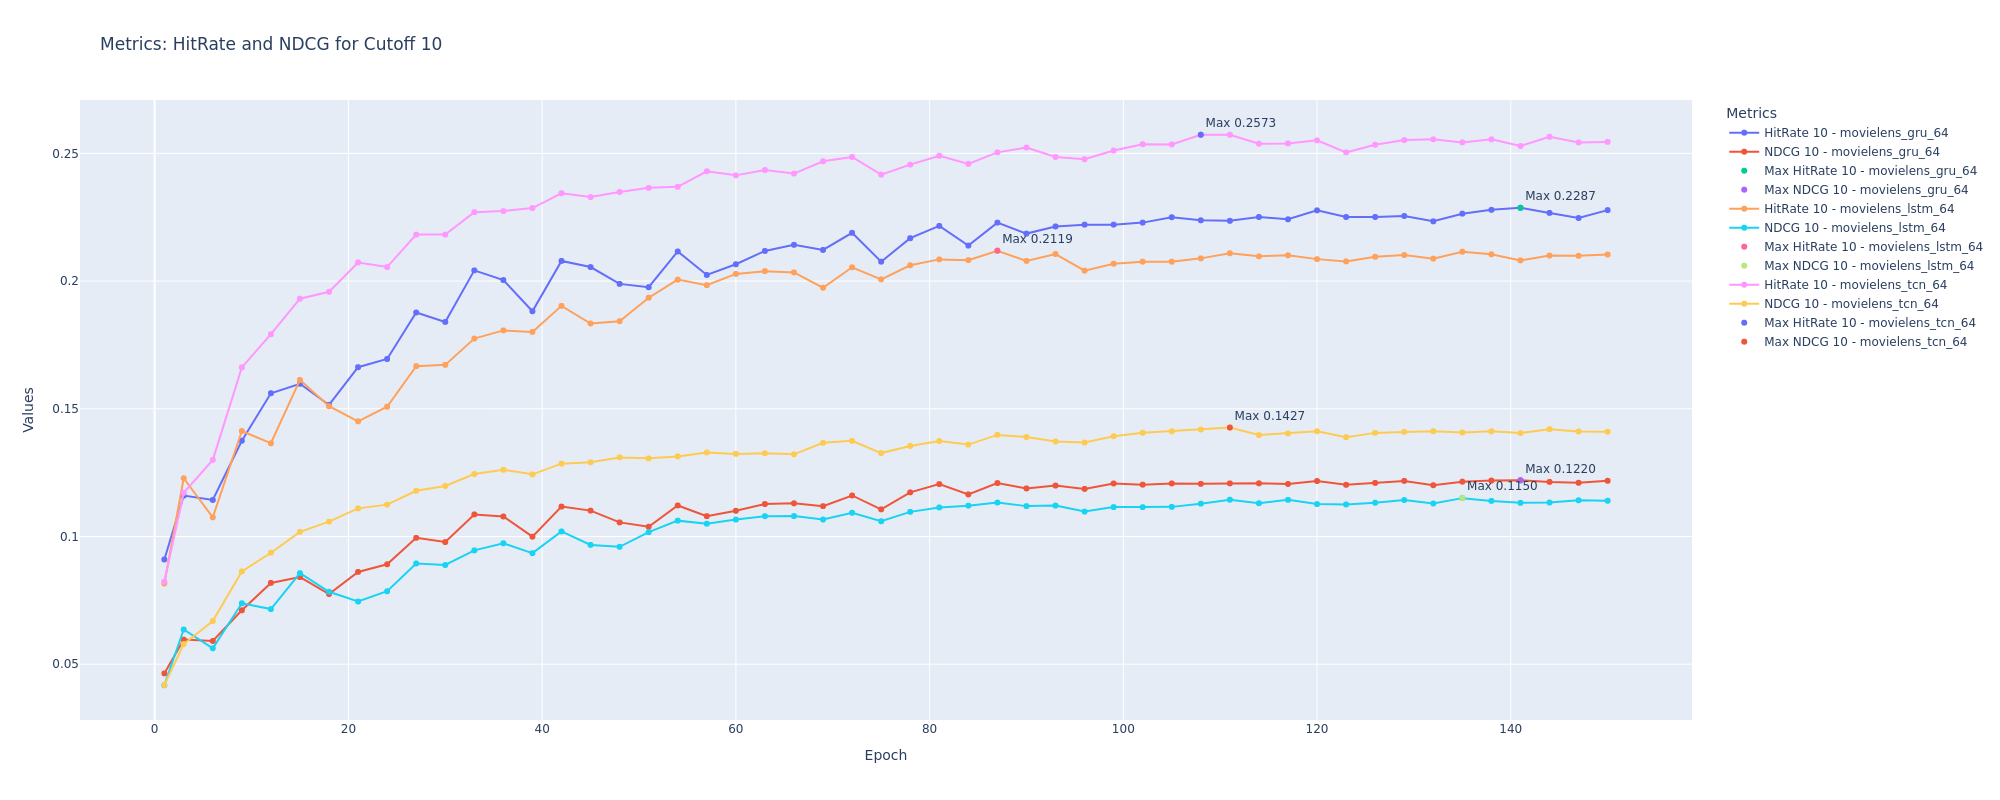 Metrics: HitRate and NDCG for Cutoff 10
Metrics
HitRate 10 - movielens_gru_64
NDCG 10 - movielens_gru_64
Max HitRate 10 - movielens_gru_64
Max NDCG 10 - movielens_gru_64
HitRate 10 - movielens_lstm_64
NDCG 10 - movielens_lstm_64
Max HitRate 10 - movielens_lstm_64
Max NDCG 10 - movielens_lstm_64
HitRate 10 - movielens_tcn_64
NDCG 10 - movielens_tcn_64
Max HitRate 10 - movielens_tcn_64
Max NDCG 10 - movielens_tcn_64
Max 0.2573
Max 0.2287
Max 0.2119
Max 0.1427
Max 0.1220
Max 0.1150
0.25
0.2
0.15
0.1
0.05
Values
0 20 40 60 80 100 120 140
Epoch